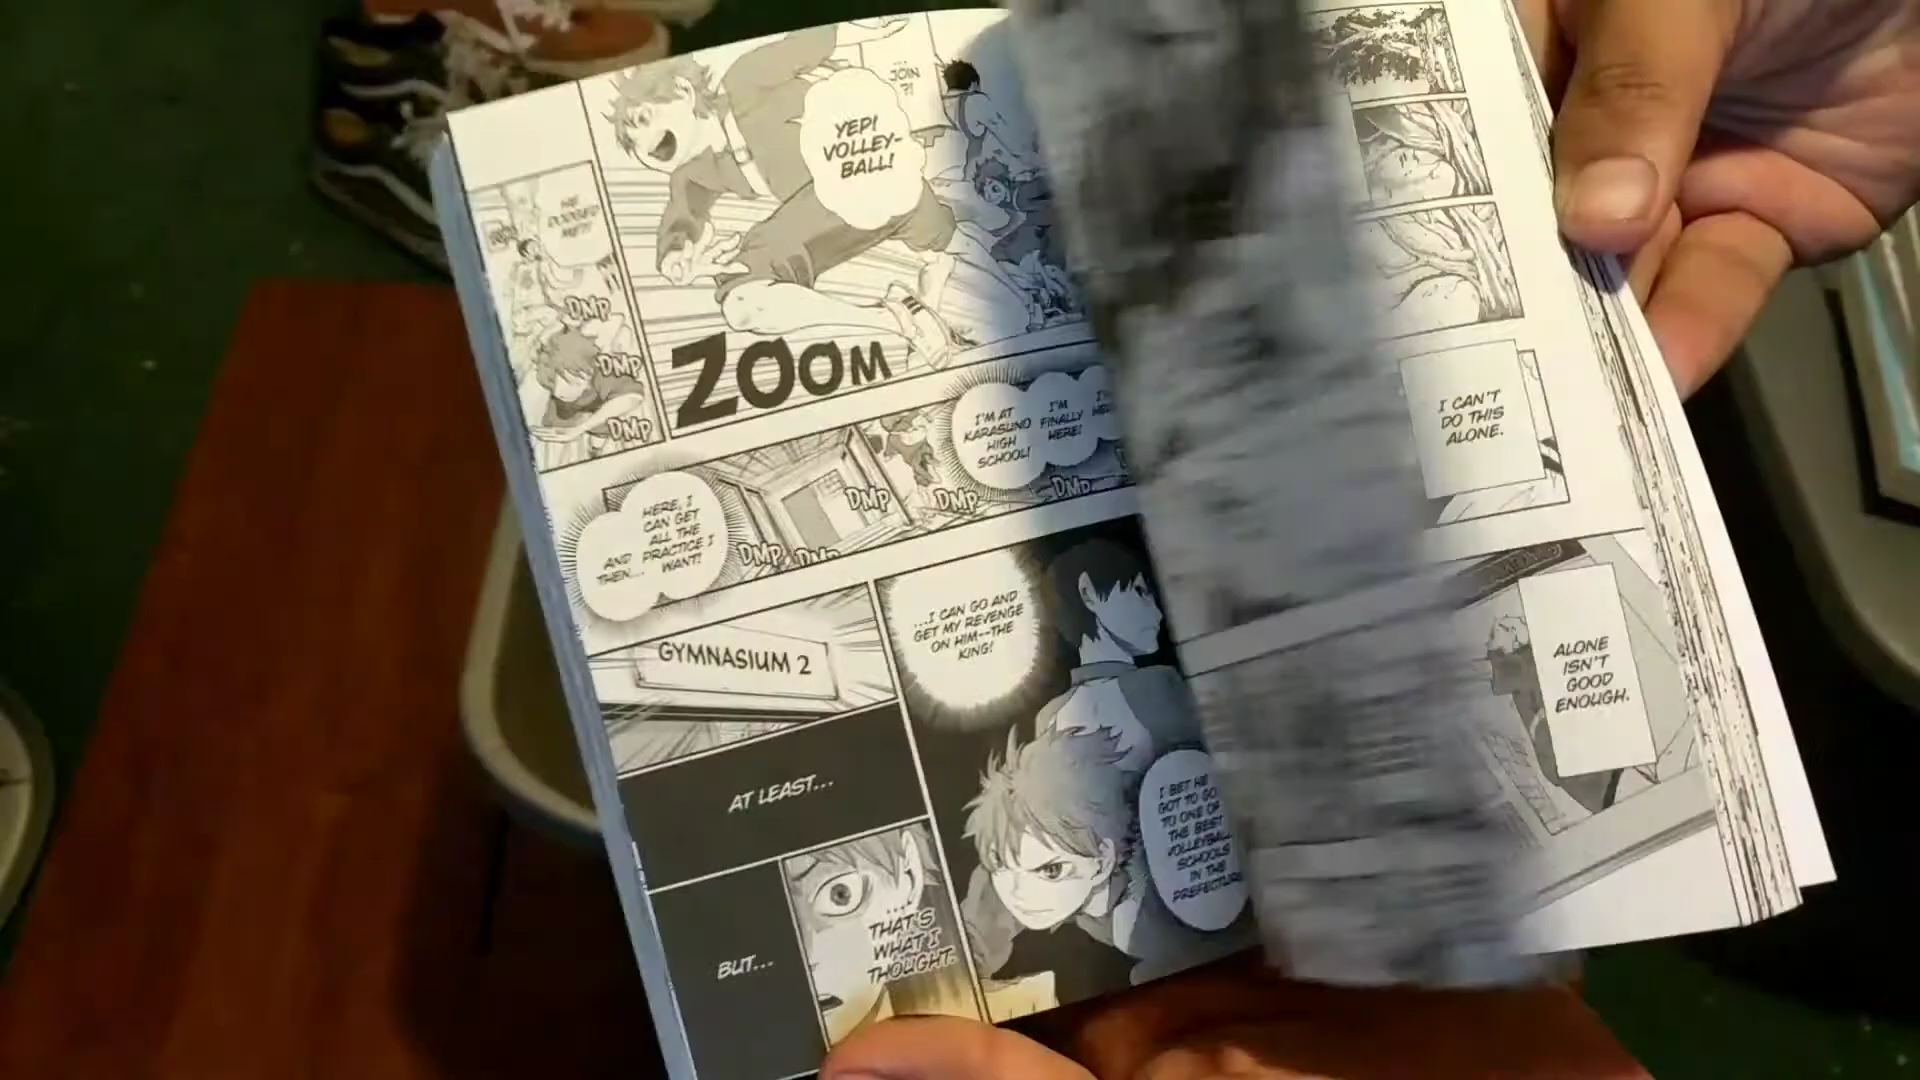 ...
JOIN
?!
YEP!
VOLLEY-
BALL!
HE
DODGED
ME?!
DMP
DMP
DMP
ZOOM
I'M AT
KARASUNO
HIGH
SCHOOL!
I'M
FINALLY
HERE!
DMP
DMP
DMP
DMP
DMP
HERE, I
CAN GET
ALL THE
PRACTICE I
WANT!
AND
THEN...
GYMNASIUM 2
...I CAN GO AND
GET MY REVENGE
ON HIM--THE
KING!
AT LEAST...
I BET HE
GOT TO GO
TO ONE OF
THE BEST
VOLLEYBALL
SCHOOLS
IN THE
PREFECTURE
BUT...
...
THAT'S
WHAT I
THOUGHT.
I CAN'T
DO THIS
ALONE.
ALONE
ISN'T
GOOD
ENOUGH.